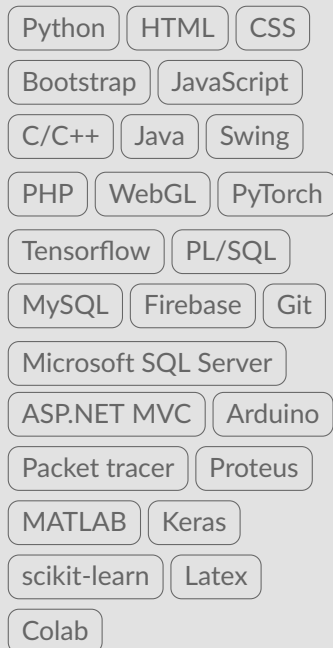 Python HTML CSS
Bootstrap JavaScript
C/C++ Java Swing
PHP WebGL PyTorch
Tensorflow PL/SQL
MySQL Firebase Git
Microsoft SQL Server
ASP.NET MVC Arduino
Packet tracer Proteus
MATLAB Keras
scikit-learn Latex
Colab